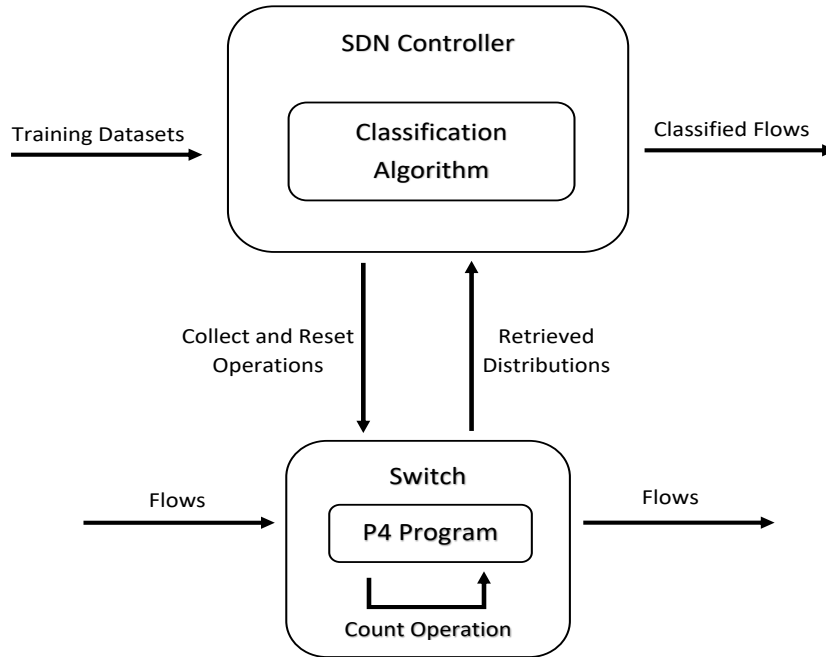 SDN Controller
Classification
Algorithm
Training Datasets
Classified Flows
Collect and Reset
Operations
Retrieved
Distributions
Switch
P4 Program
Count Operation
Flows
Flows